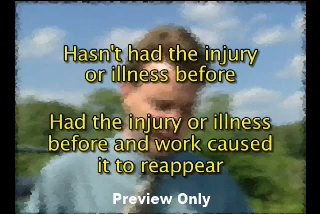 Hasn't had the injury
or illness before
Had the injury or illness
before and work caused
it to reappear
Preview Only